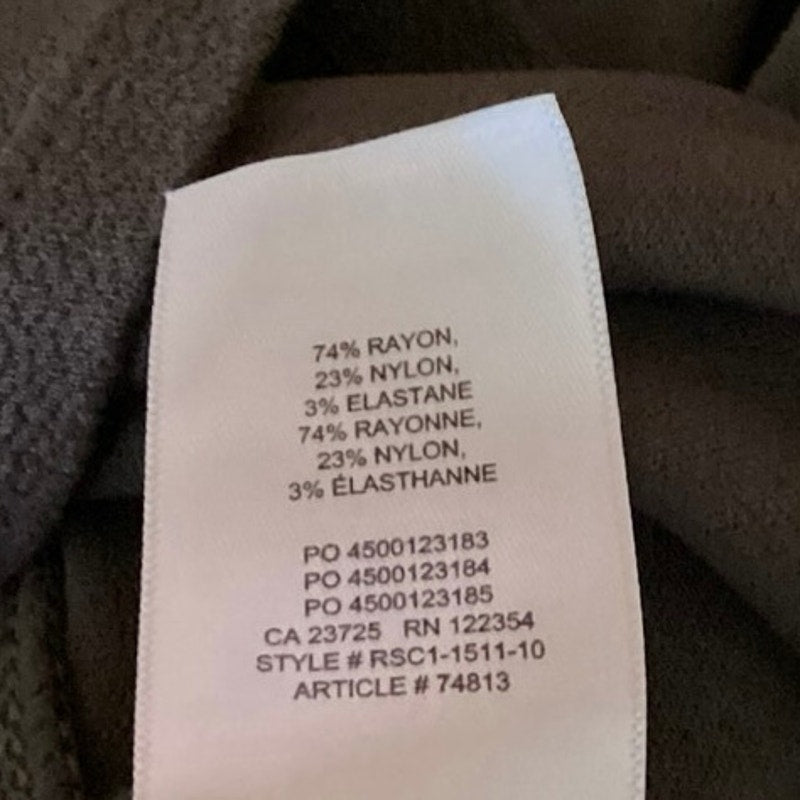 74% RAYON,
23% NYLON,
3% ELASTANE
74% RAYONNE,
23% NYLON,
3% ÉLASTHANNE
PO 4500123183
PO 4500123184
PO 4500123185
CA 23725 RN 122354
STYLE # RSC1-1511-10
ARTICLE # 74813